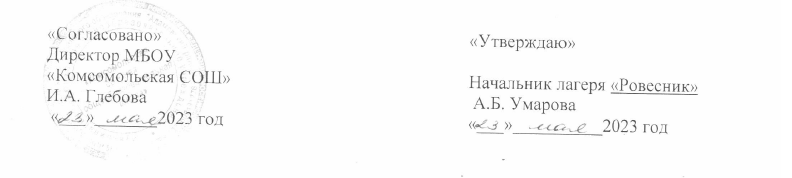 «Согласовано»
Директор МБОУ
«Комсомольская СОШ»
И.А. Глебова
«23» мая 2023 год
«Утверждаю»
Начальник лагеря «Ровесник»
А.Б. Умарова
«23» мая 2023 год